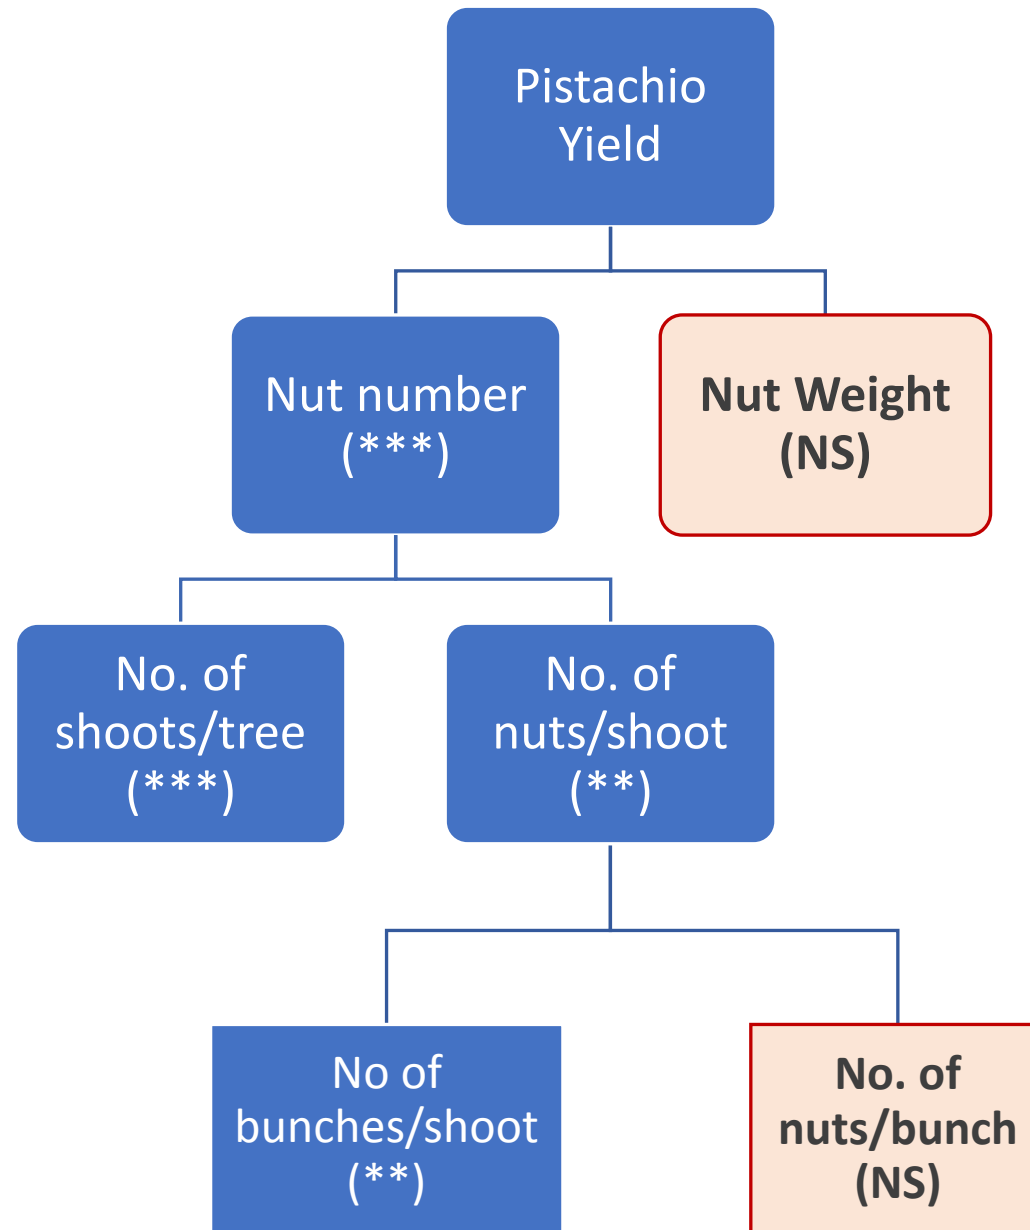 Pistachio
Yield
Nut number
(***)
Nut Weight
(NS)
No. of
shoots/tree
(***)
No. of
nuts/shoot
(**)
No of
bunches/shoot
(**)
No. of
nuts/bunch
(NS)